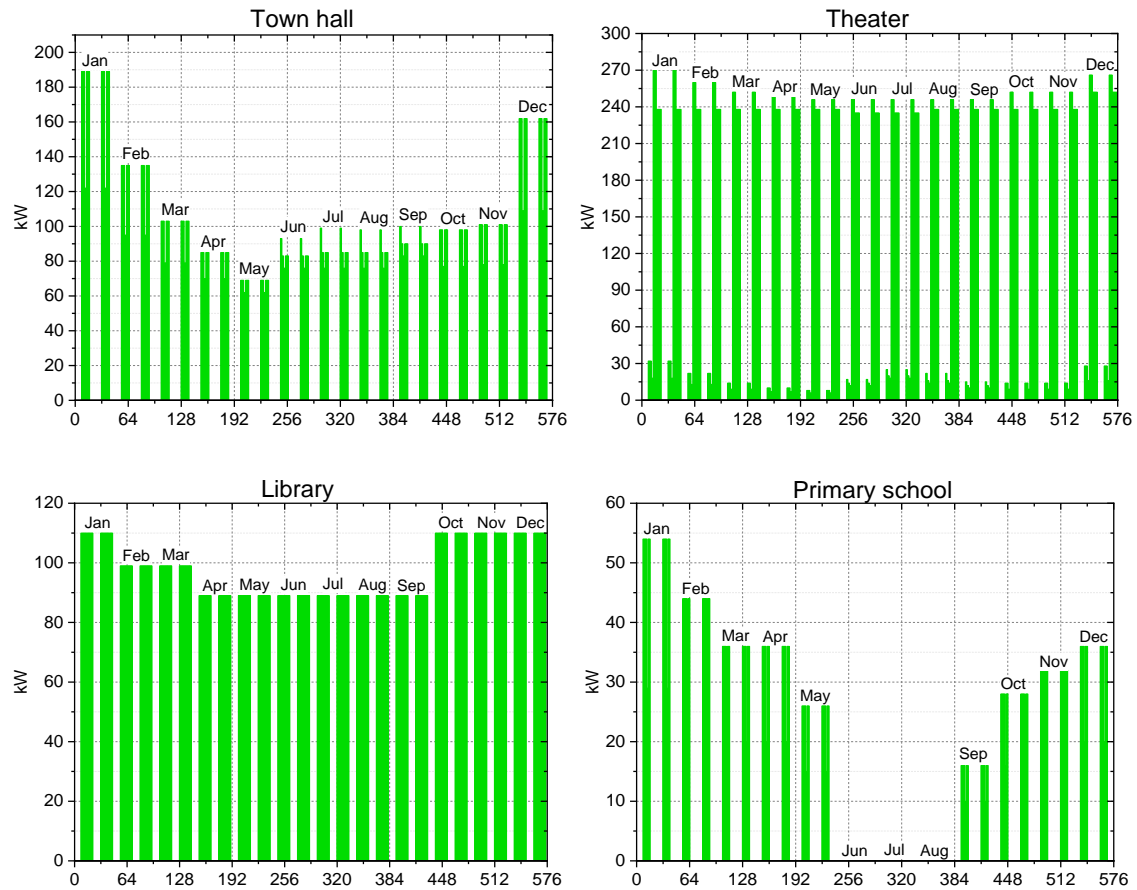 Town hall
200
180
160
140
120
100
80
60
40
20
0
kW
Jan
Feb
Mar
Apr
May
Jun
Jul
Aug
Sep
Oct
Nov
Dec
0 64 128 192 256 320 384 448 512 576
Theater
300
270
240
210
180
150
120
90
60
30
0
kW
Jan
Feb
Mar
Apr
May
Jun
Jul
Aug
Sep
Oct
Nov
Dec
0 64 128 192 256 320 384 448 512 576
Library
120
100
80
60
40
20
0
kW
Jan
Feb
Mar
Apr
May
Jun
Jul
Aug
Sep
Oct
Nov
Dec
0 64 128 192 256 320 384 448 512 576
Primary school
60
50
40
30
20
10
0
kW
Jan
Feb
Mar
Apr
May
Jun
Jul
Aug
Sep
Oct
Nov
Dec
0 64 128 192 256 320 384 448 512 576